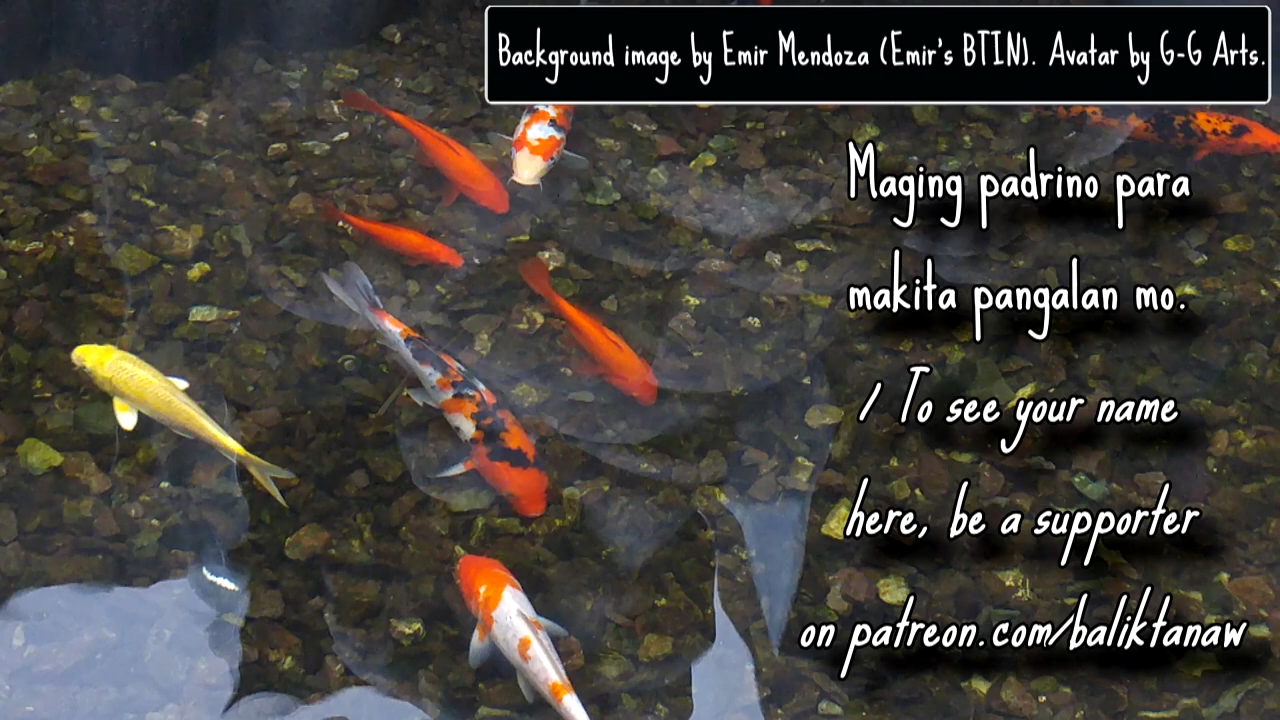 Background image by Emir Mendoza (Emir's BTIN). Avatar by G-G Arts.
Maging padrino para
makita pangalan mo.
/ To see your name
here, be a supporter
on patreon.com/baliktanaw